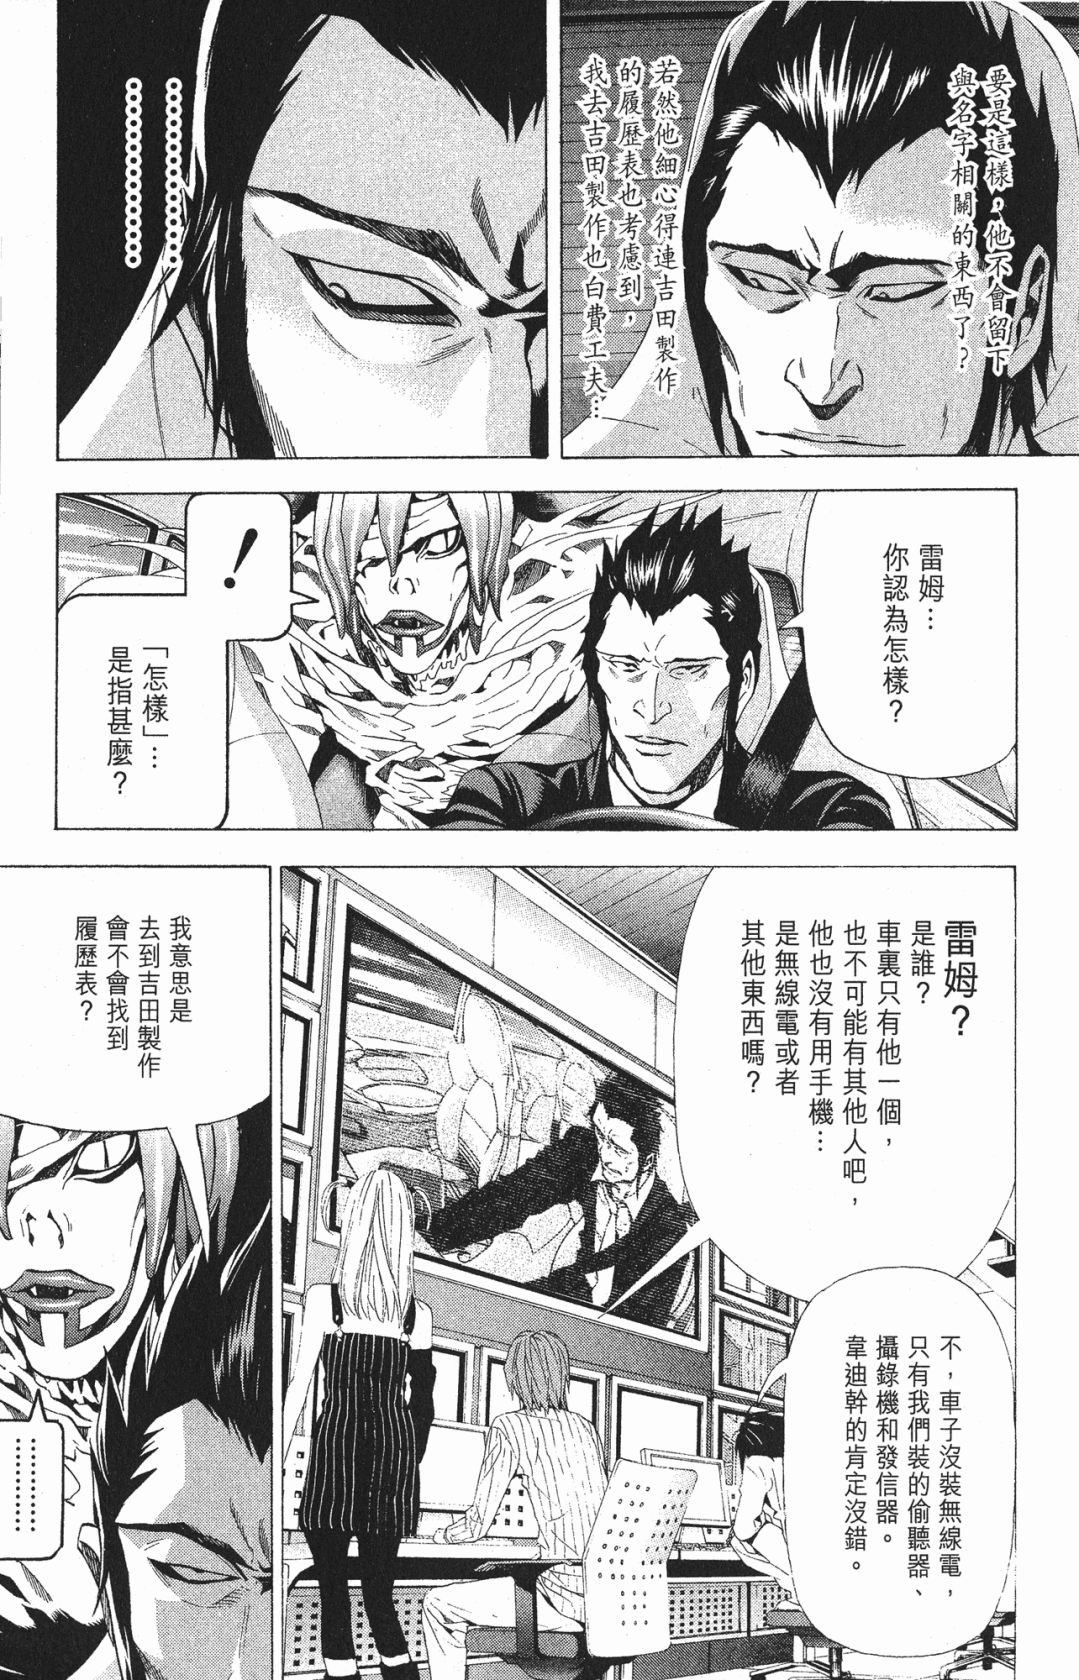 要是這樣，他不會留下
與名字相關的東西了？
若然他細心得連吉田製作
的履歷表也考慮到，
我去吉田製作也白費工夫…
雷姆…
你認為怎樣？
！
「怎樣」…
是指甚麼？
雷姆？
是誰？
車裏只有他一個，
也不可能有其他人吧，
他也沒有用手機…
是無線電或者
其他東西嗎？
不，車子沒裝無線電，
只有我們裝的偷聽器、
攝錄機和發信器。
韋迪幹的肯定沒錯。
我意思是
去到吉田製作
會不會找到
履歷表？
…………